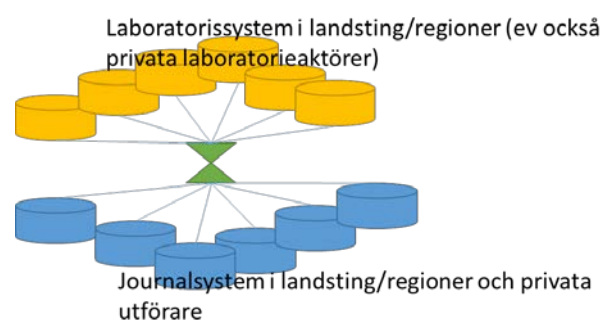 Laboratorissystem i landsting/regioner (ev också
privata laboratorieaktörer)
Journalsystem i landsting/regioner och privata
utförare